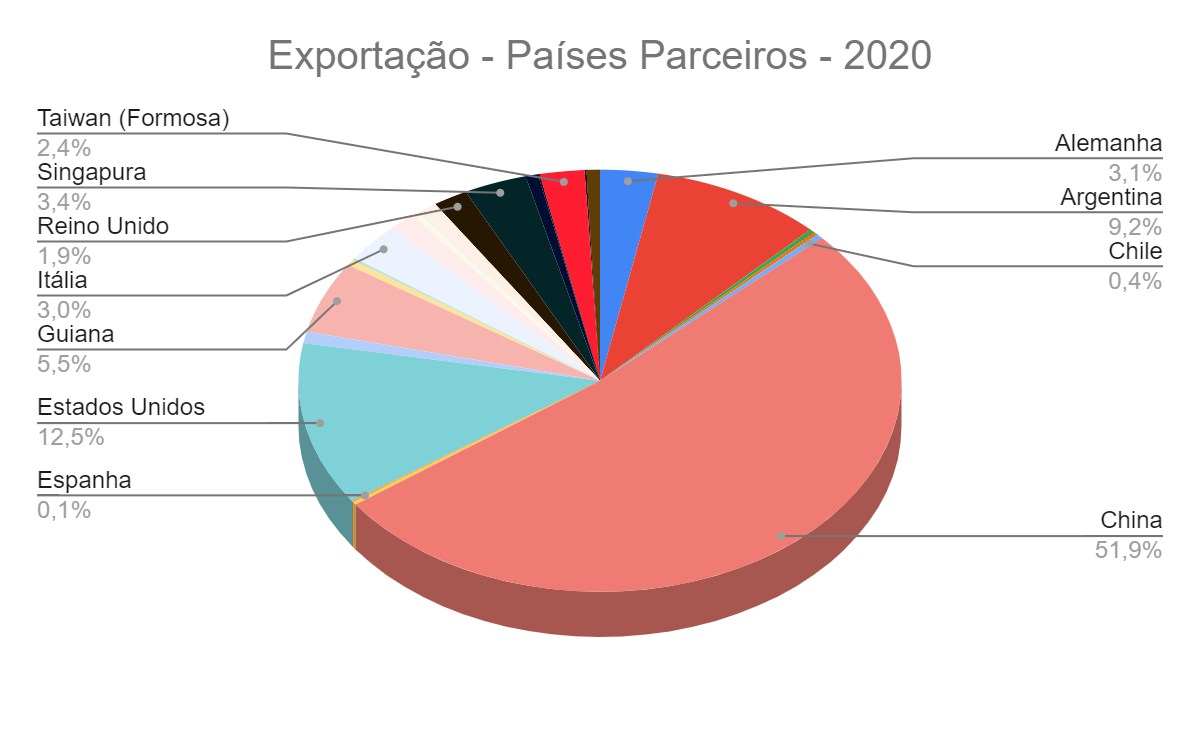 Exportação - Países Parceiros - 2020
Taiwan (Formosa)
2,4%
Singapura
3,4%
Reino Unido
1,9%
Itália
3,0%
Guiana
5,5%
Estados Unidos
12,5%
Espanha
0,1%
Alemanha
3,1%
Argentina
9,2%
Chile
0,4%
China
51,9%